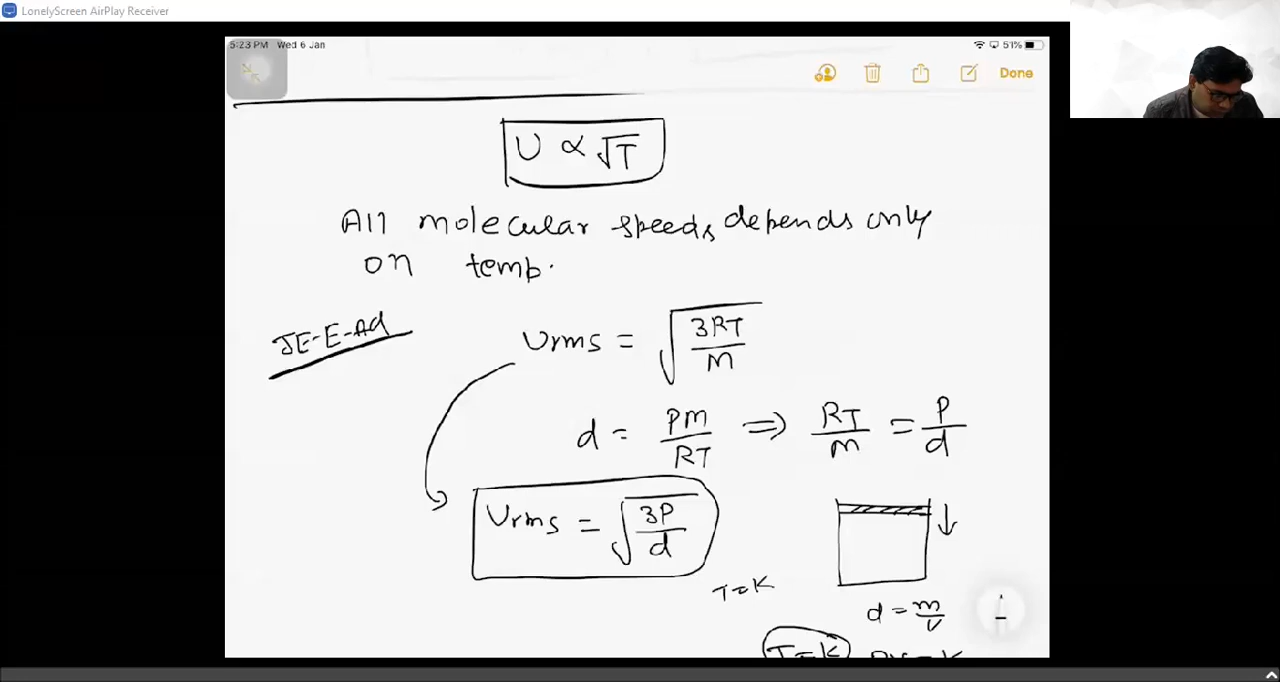 LonelyScreen AirPlay Receiver
5:23 PM Wed 6 Jan
51%
Done
U ∝ √T
All molecular speeds depends only
on temp.
JE-E-Ad
Urms = √(3RT/M)
d = PM/RT ⇒ RT/M = P/d
Urms = √(3P/d)
T=K
d = m/V
T=K